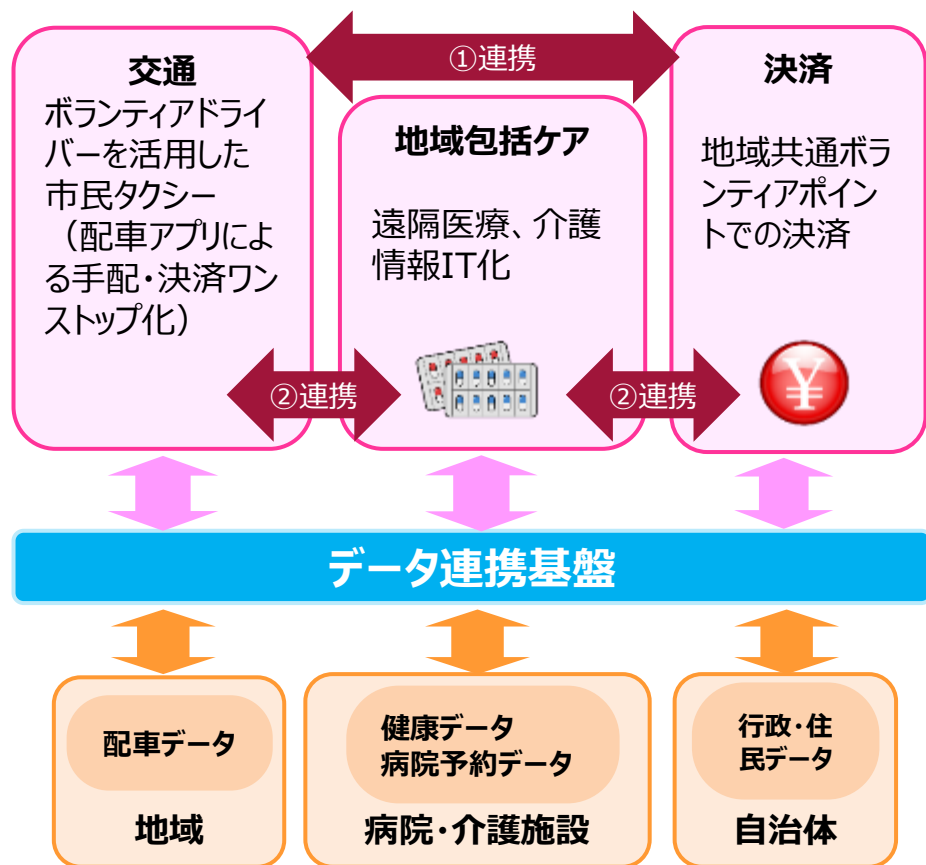 ①連携
交通
ボランティアドライ
バーを活用した
市民タクシー
（配車アプリによ
る手配・決済ワン
ストップ化）
地域包括ケア
遠隔医療、介護
情報IT化
決済
地域共通ボラ
ンティアポイン
トでの決済
②連携
②連携
¥
データ連携基盤
配車データ
地域
健康データ
病院予約データ
病院・介護施設
行政・住
民データ
自治体